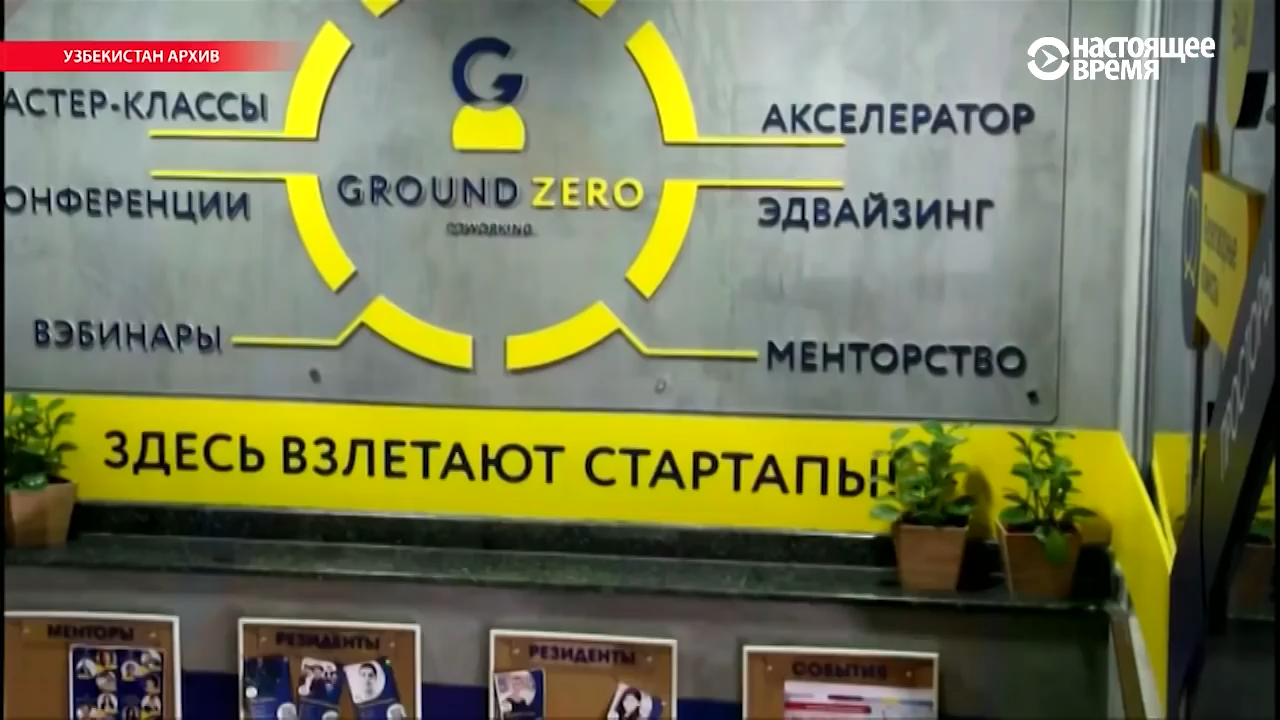 УЗБЕКИСТАН АРХИВ
НАСТОЯЩЕЕ
ВРЕМЯ
АСТЕР-КЛАССЫ
ОНФЕРЕНЦИИ
ВЭБИНАРЫ
G
GROUND ZERO
COWORKING
АКСЕЛЕРАТОР
ЭДВАЙЗИНГ
МЕНТОРСТВО
ЗДЕСЬ ВЗЛЕТАЮТ СТАРТАПЫ!
МЕНТОРЫ
РЕЗИДЕНТЫ
РЕЗИДЕНТЫ
СОБЫТИЯ